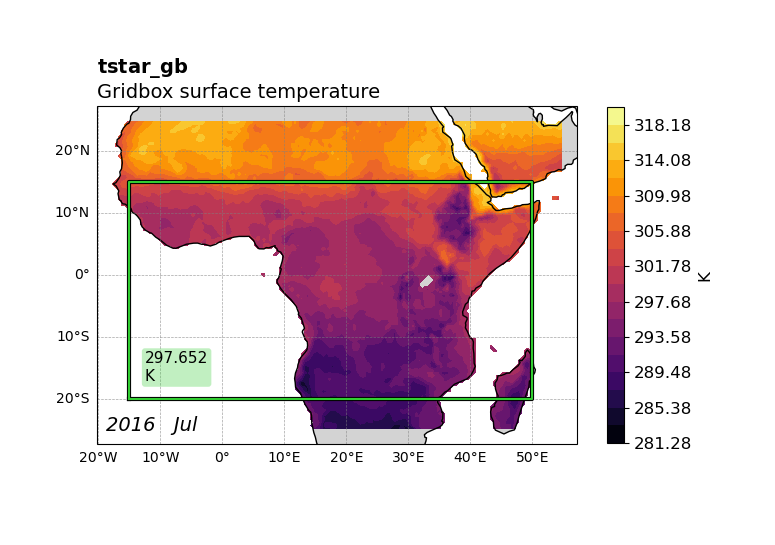 tstar_gb
Gridbox surface temperature
318.18
314.08
309.98
305.88
301.78
297.68
293.58
289.48
285.38
281.28
K
20°N
10°N
0°
10°S
20°S
297.652
K
2016 Jul
20°W 10°W 0° 10°E 20°E 30°E 40°E 50°E